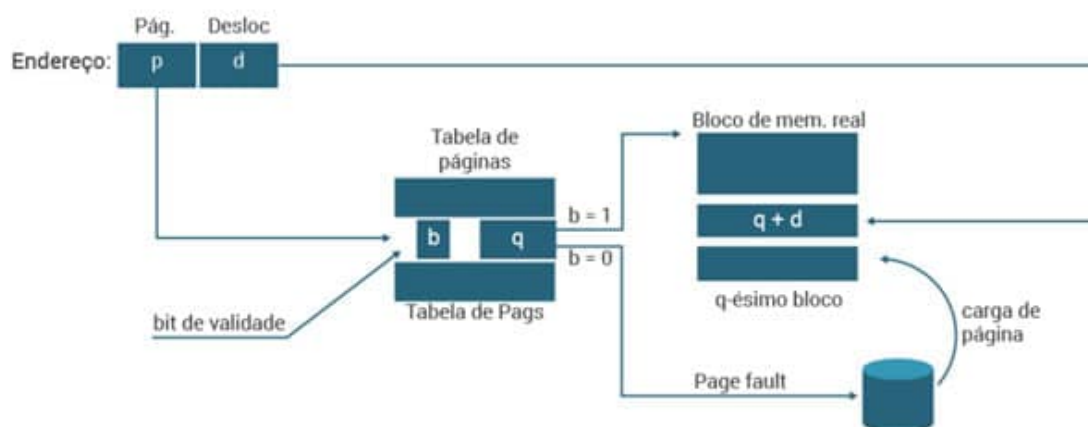 Pág.
Desloc
Endereço:
p
d
Tabela de
páginas
Bloco de mem. real
b = 1
b
q
b = 0
q + d
Tabela de Pags
q-ésimo bloco
bit de validade
carga de
página
Page fault